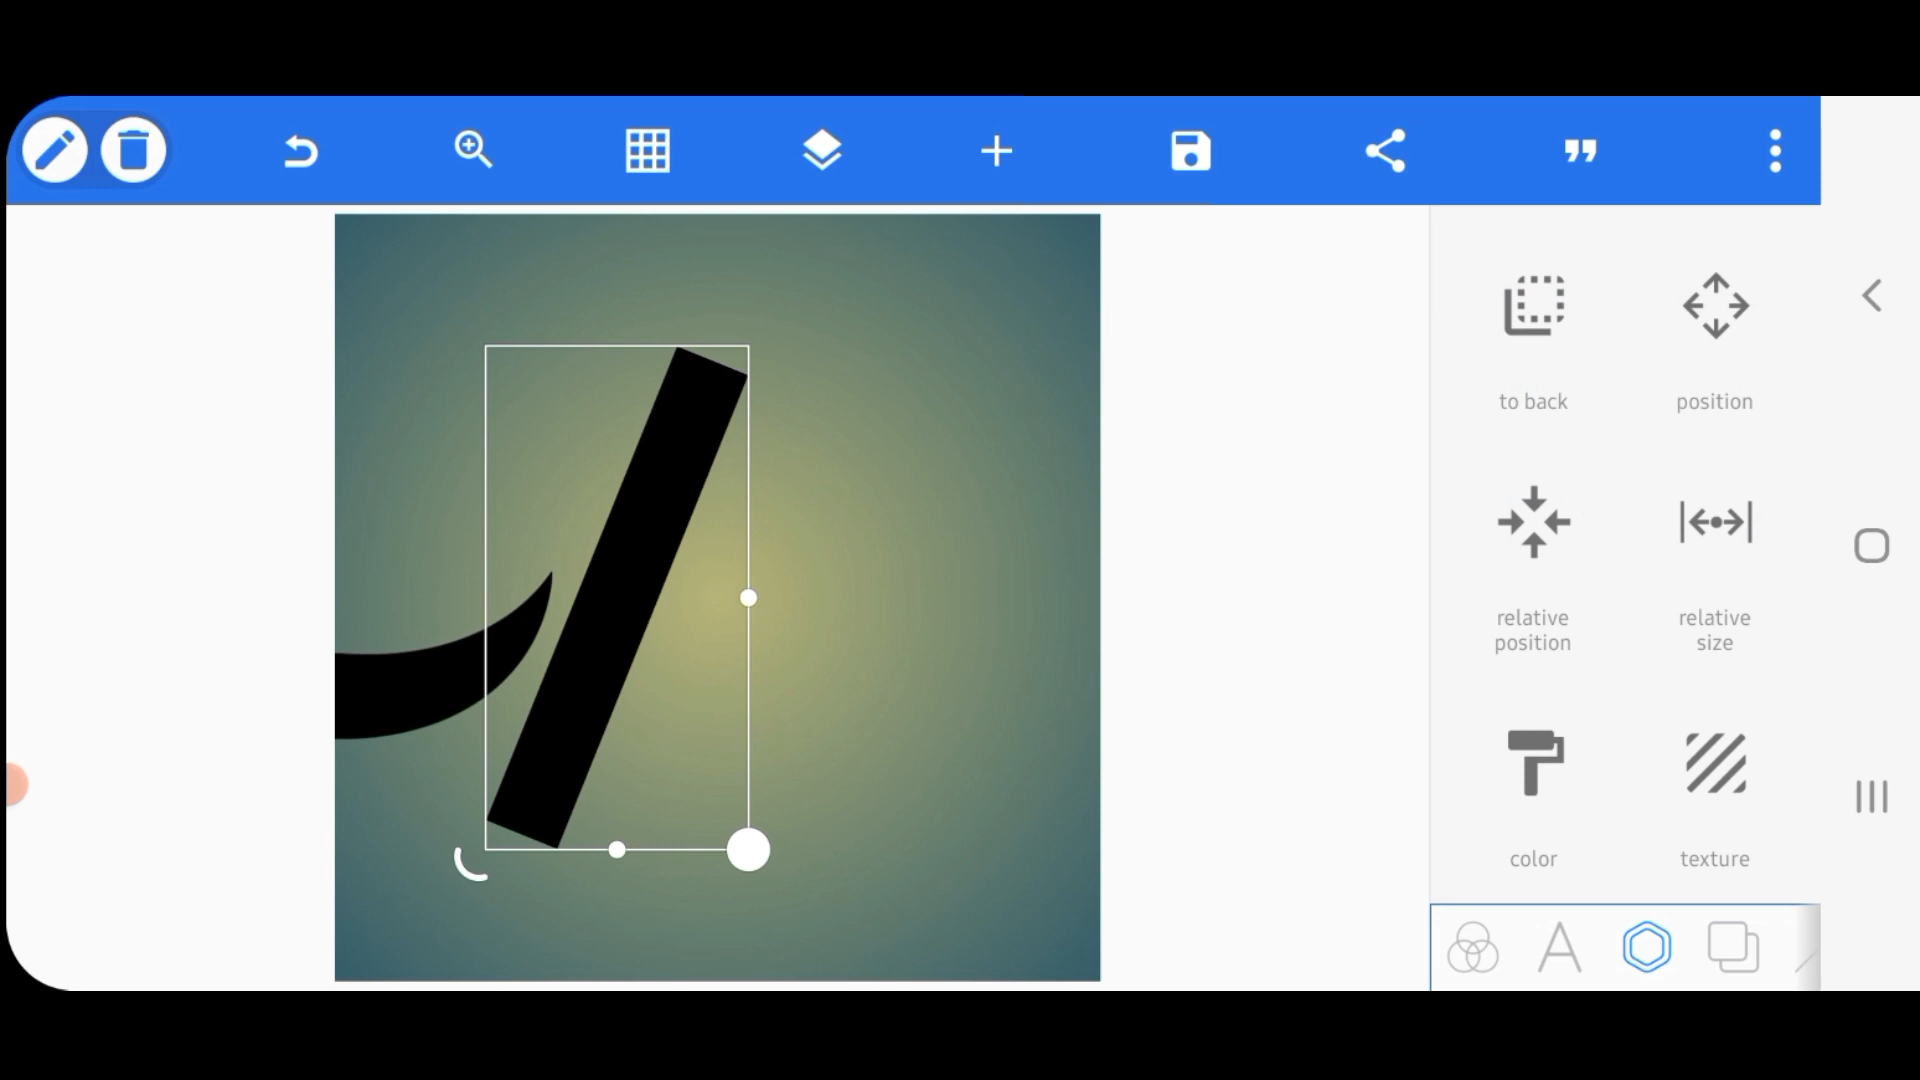 to back
position
relative
position
relative
size
color
texture